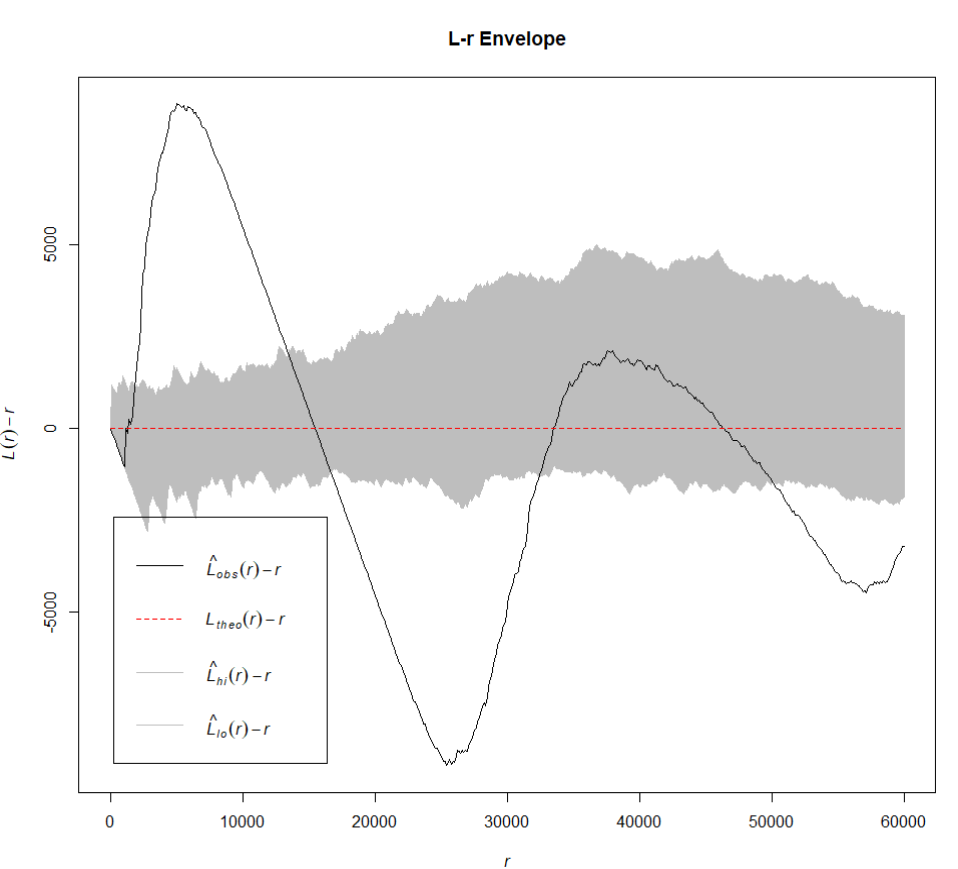 L-r Envelope
L(r) − r
5000
0
-5000
L̂obs(r) − r
Ltheo(r) − r
L̂hi(r) − r
L̂lo(r) − r
0 10000 20000 30000 40000 50000 60000
r